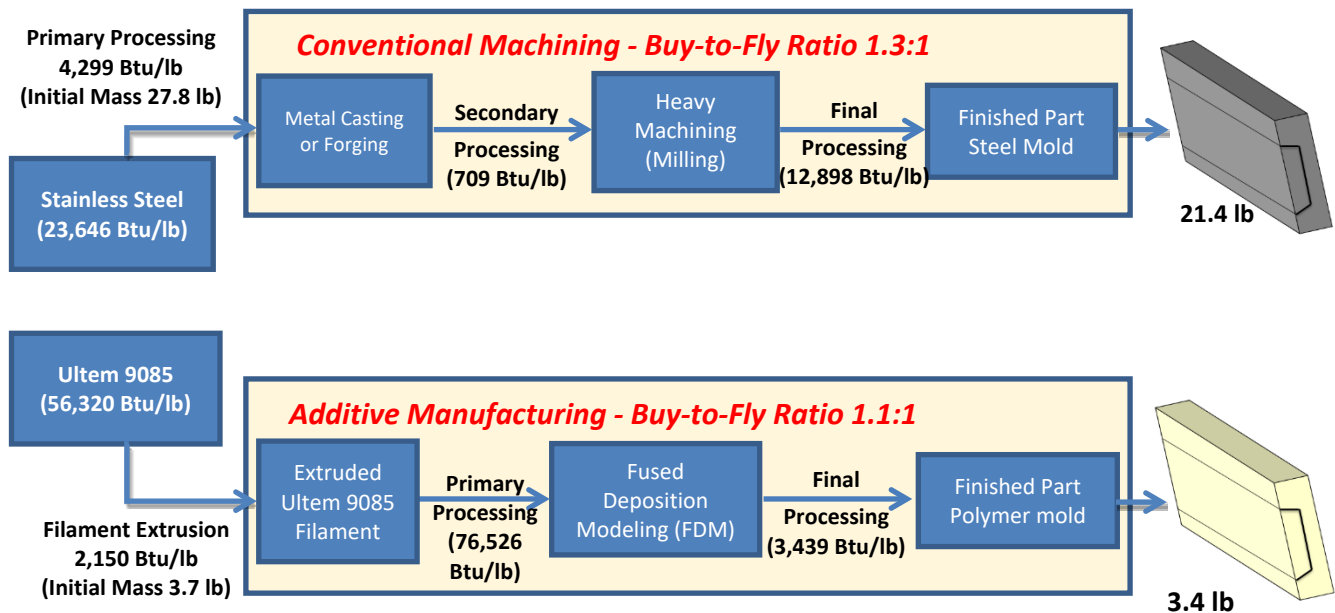 Primary Processing
4,299 Btu/lb
(Initial Mass 27.8 lb)
Stainless Steel
(23,646 Btu/lb)
Conventional Machining - Buy-to-Fly Ratio 1.3:1
Metal Casting
or Forging
Secondary
Processing
(709 Btu/lb)
Heavy
Machining
(Milling)
Final
Processing
(12,898 Btu/lb)
Finished Part
Steel Mold
21.4 lb
Ultem 9085
(56,320 Btu/lb)
Filament Extrusion
2,150 Btu/lb
(Initial Mass 3.7 lb)
Additive Manufacturing - Buy-to-Fly Ratio 1.1:1
Extruded
Ultem 9085
Filament
Primary
Processing
(76,526
Btu/lb)
Fused
Deposition
Modeling (FDM)
Final
Processing
(3,439 Btu/lb)
Finished Part
Polymer mold
3.4 lb